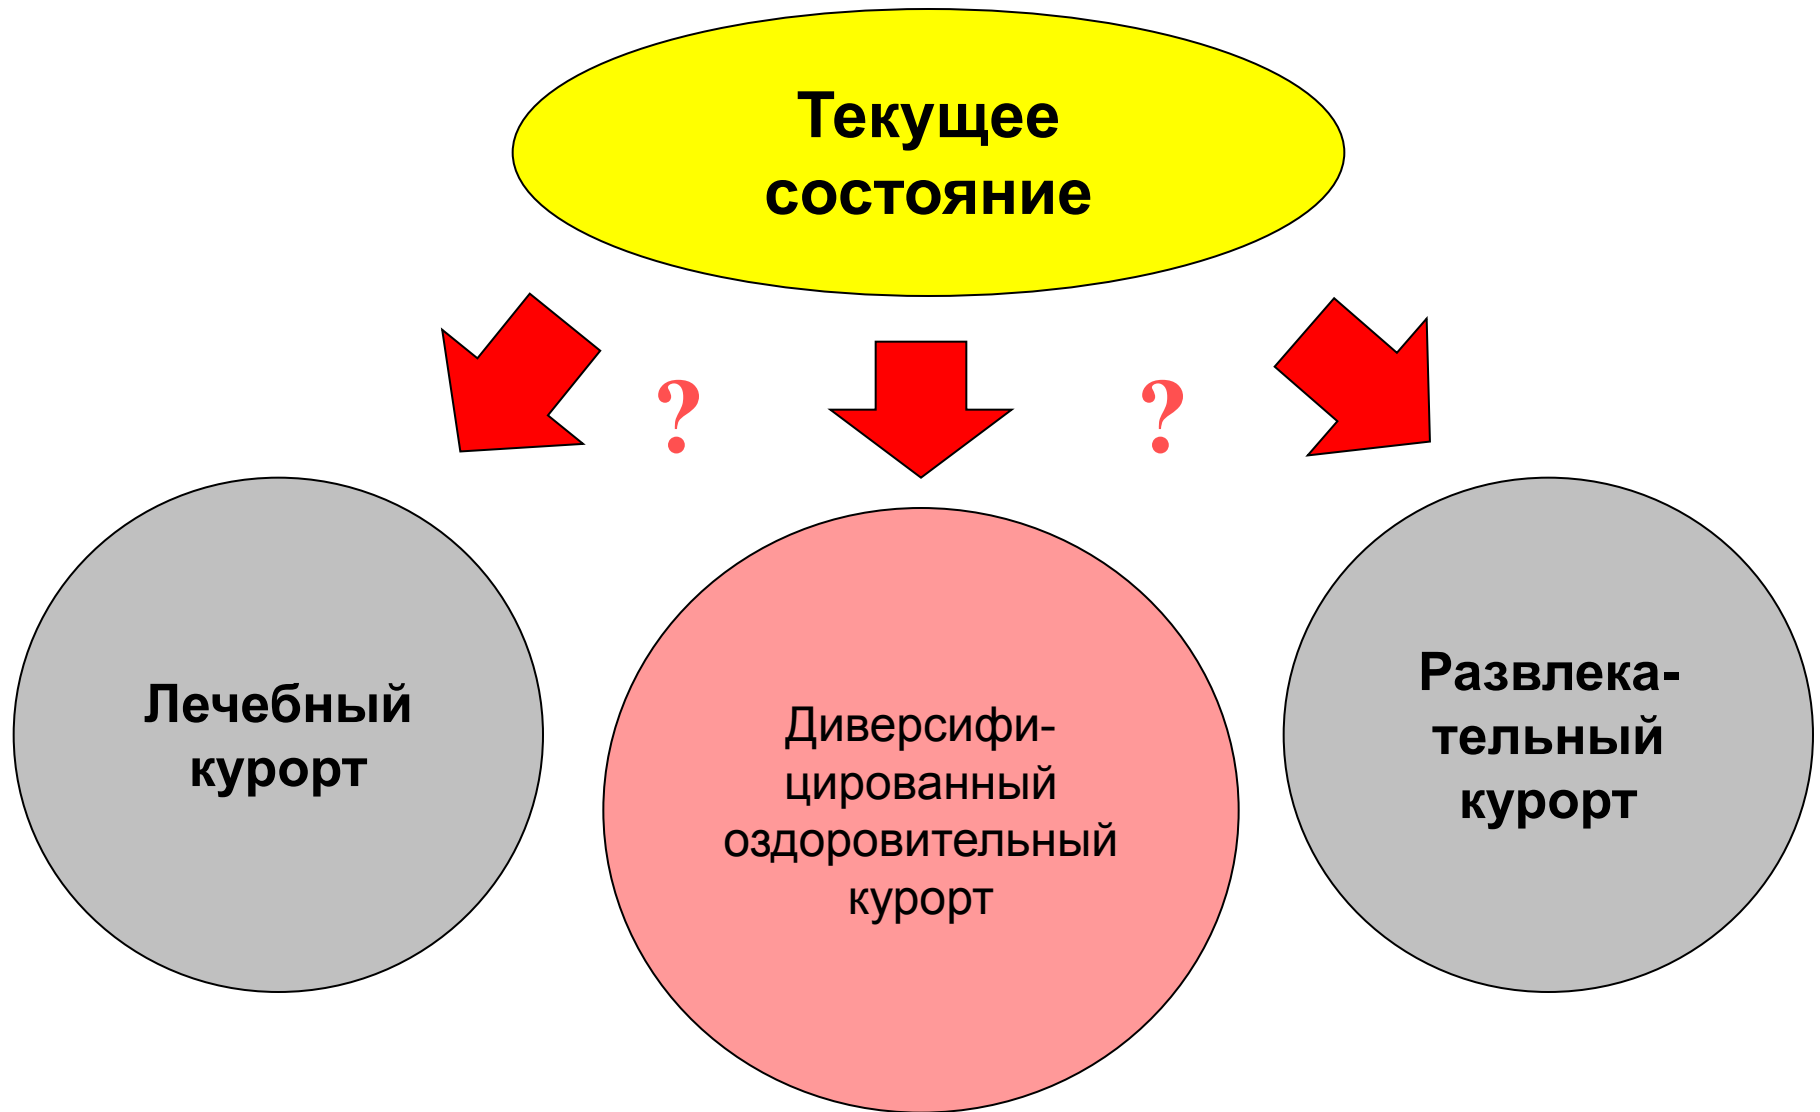 Текущее
состояние
?
?
Лечебный
курорт
Диверсифи-
цированный
оздоровительный
курорт
Развлека-
тельный
курорт